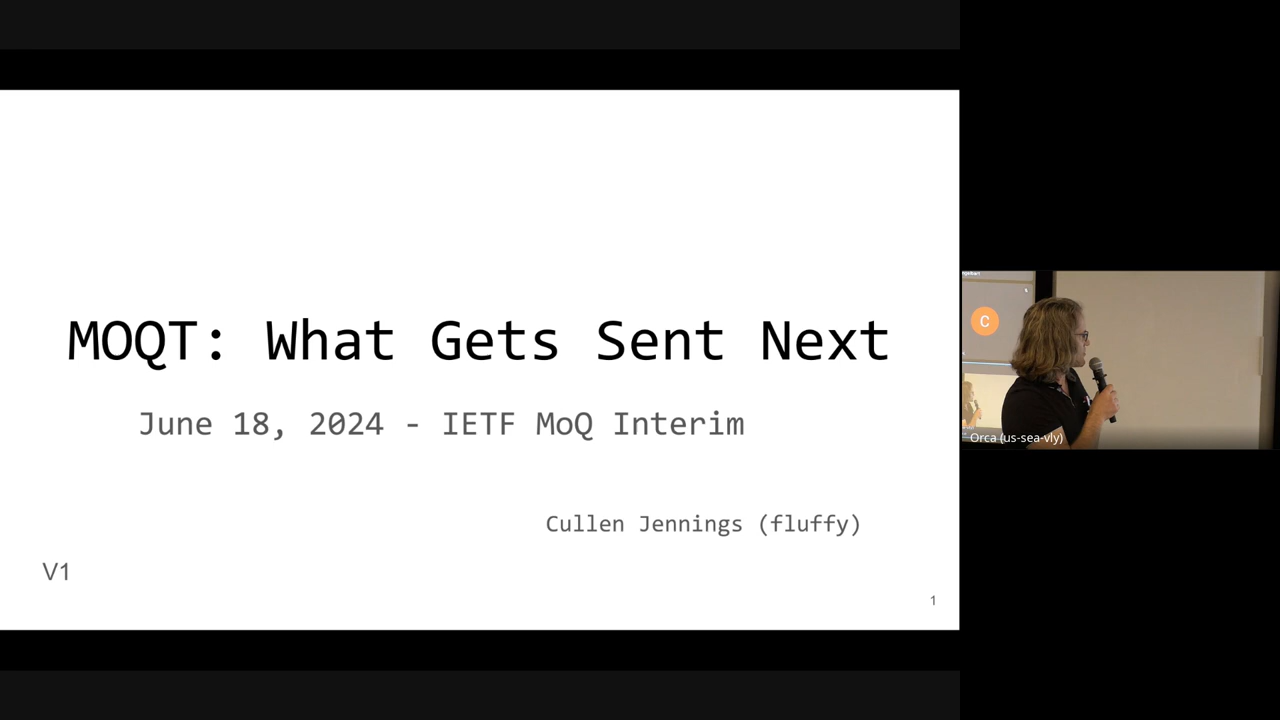 MOQT: What Gets Sent Next
June 18, 2024 - IETF MoQ Interim
Cullen Jennings (fluffy)
V1
1
C
Orca (us-sea-vly)